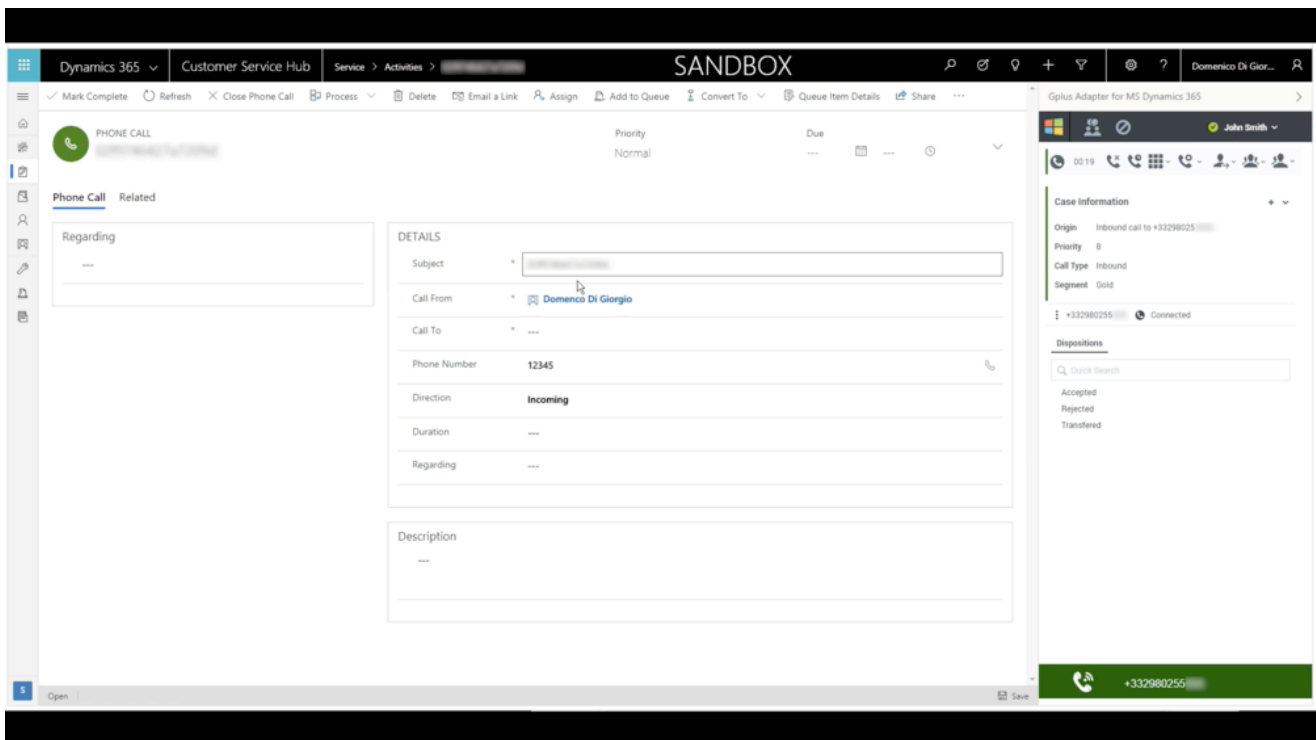 Dynamics 365 Customer Service Hub Service > Activities > SANDBOX ? Domenico Di Gior...
Mark Complete Refresh Close Phone Call Process Delete Email a Link Assign Add to Queue Convert To Queue Item Details Share ...
Gplus Adapter for MS Dynamics 365
PHONE CALL
Priority
Normal
Due
---
---
John Smith
00:19
Phone Call Related
Regarding
---
DETAILS
Subject *
Call From * Domenco Di Giorgio
Call To * ---
Phone Number 12345
Direction Incoming
Duration ---
Regarding ---
Description
---
Case Information
Origin Inbound call to +33298025
Priority 8
Call Type Inbound
Segment Gold
+332980255 Connected
Dispositions
Quick Search
Accepted
Rejected
Transfered
+332980255
S Open Save